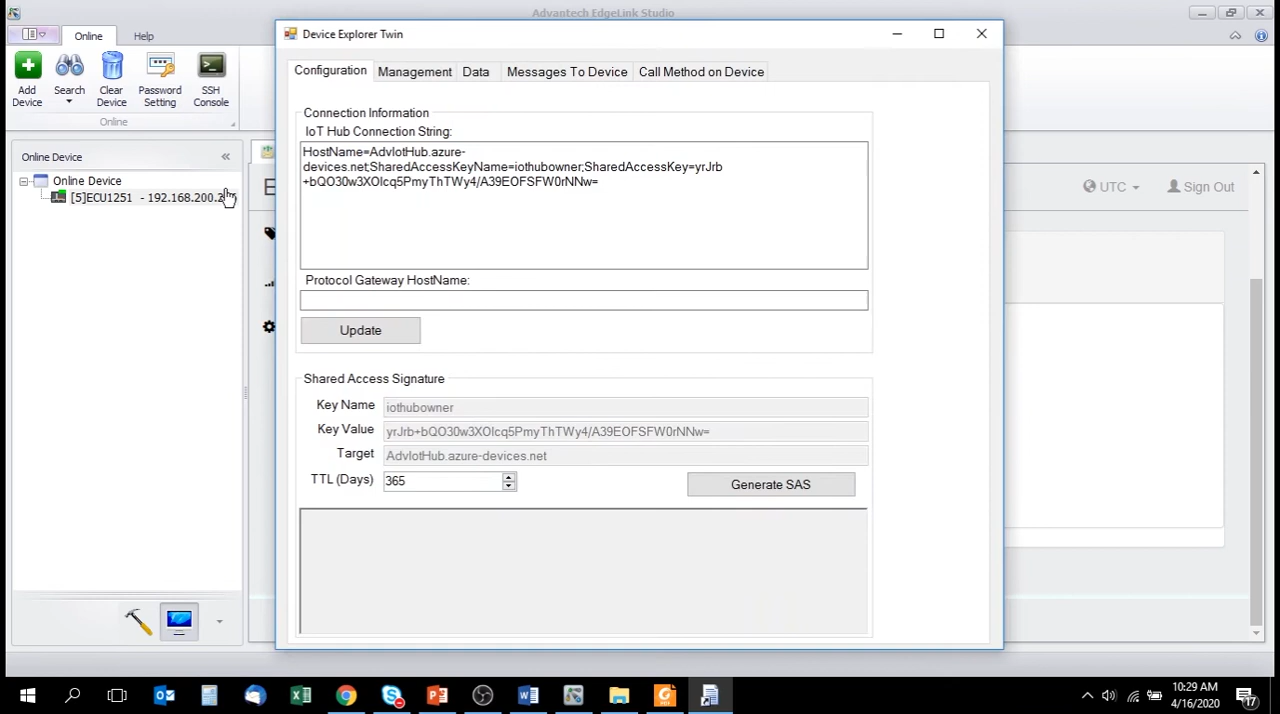 Advantech EdgeLink Studio
Online
Help
Add Device
Search
Clear Device
Password Setting
SSH Console
Online
Online Device
Online Device
[5]ECU1251 - 192.168.200.2
E
UTC
Sign Out
Device Explorer Twin
Configuration
Management
Data
Messages To Device
Call Method on Device
Connection Information
IoT Hub Connection String:
HostName=AdvIotHub.azure-
devices.net;SharedAccessKeyName=iothubowner;SharedAccessKey=yrJrb
+bQO30w3XOIcq5PmyThTWy4/A39EOFSFW0rNNw=
Protocol Gateway HostName:
Update
Shared Access Signature
Key Name
iothubowner
Key Value
yrJrb+bQO30w3XOIcq5PmyThTWy4/A39EOFSFW0rNNw=
Target
AdvIotHub.azure-devices.net
TTL (Days)
365
Generate SAS
10:29 AM
4/16/2020
17